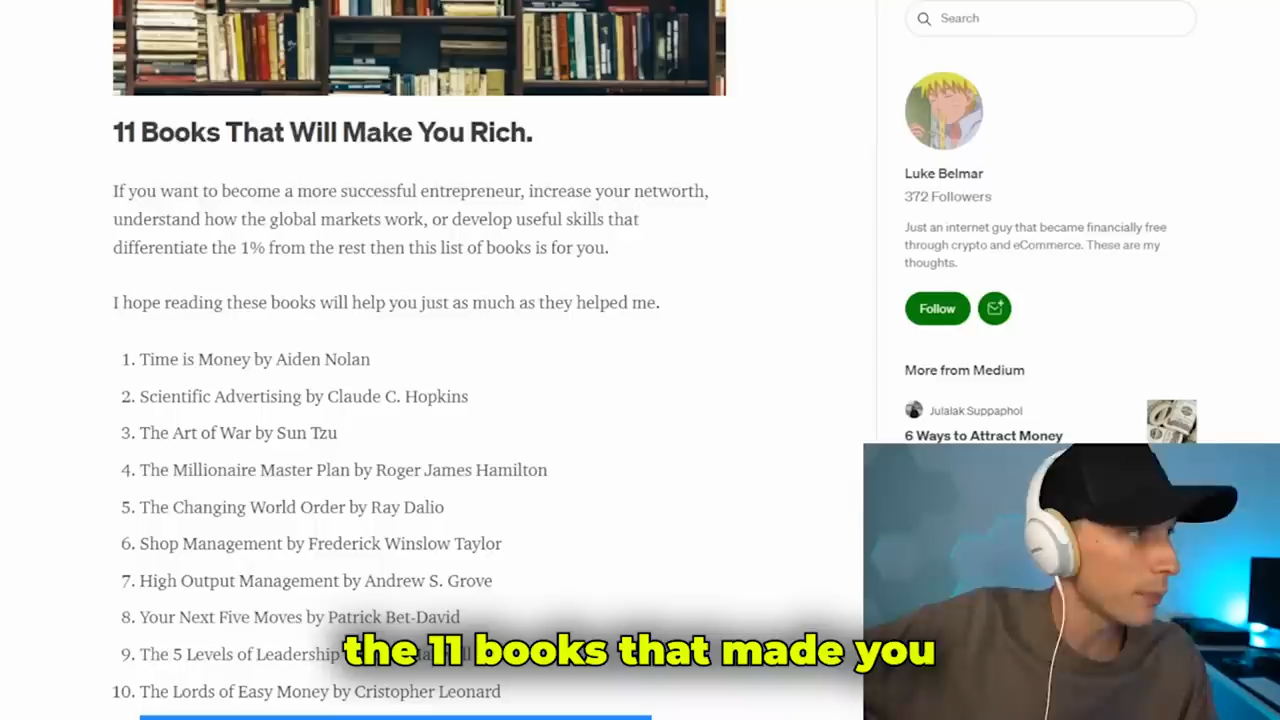 11 Books That Will Make You Rich.
If you want to become a more successful entrepreneur, increase your networth,
understand how the global markets work, or develop useful skills that
differentiate the 1% from the rest then this list of books is for you.
I hope reading these books will help you just as much as they helped me.
1. Time is Money by Aiden Nolan
2. Scientific Advertising by Claude C. Hopkins
3. The Art of War by Sun Tzu
4. The Millionaire Master Plan by Roger James Hamilton
5. The Changing World Order by Ray Dalio
6. Shop Management by Frederick Winslow Taylor
7. High Output Management by Andrew S. Grove
8. Your Next Five Moves by Patrick Bet-David
9. The 5 Levels of Leadership
10. The Lords of Easy Money by Cristopher Leonard
the 11 books that made you
Search
Luke Belmar
372 Followers
Just an internet guy that became financially free
through crypto and eCommerce. These are my
thoughts.
Follow
More from Medium
Julalak Suppaphol
6 Ways to Attract Money